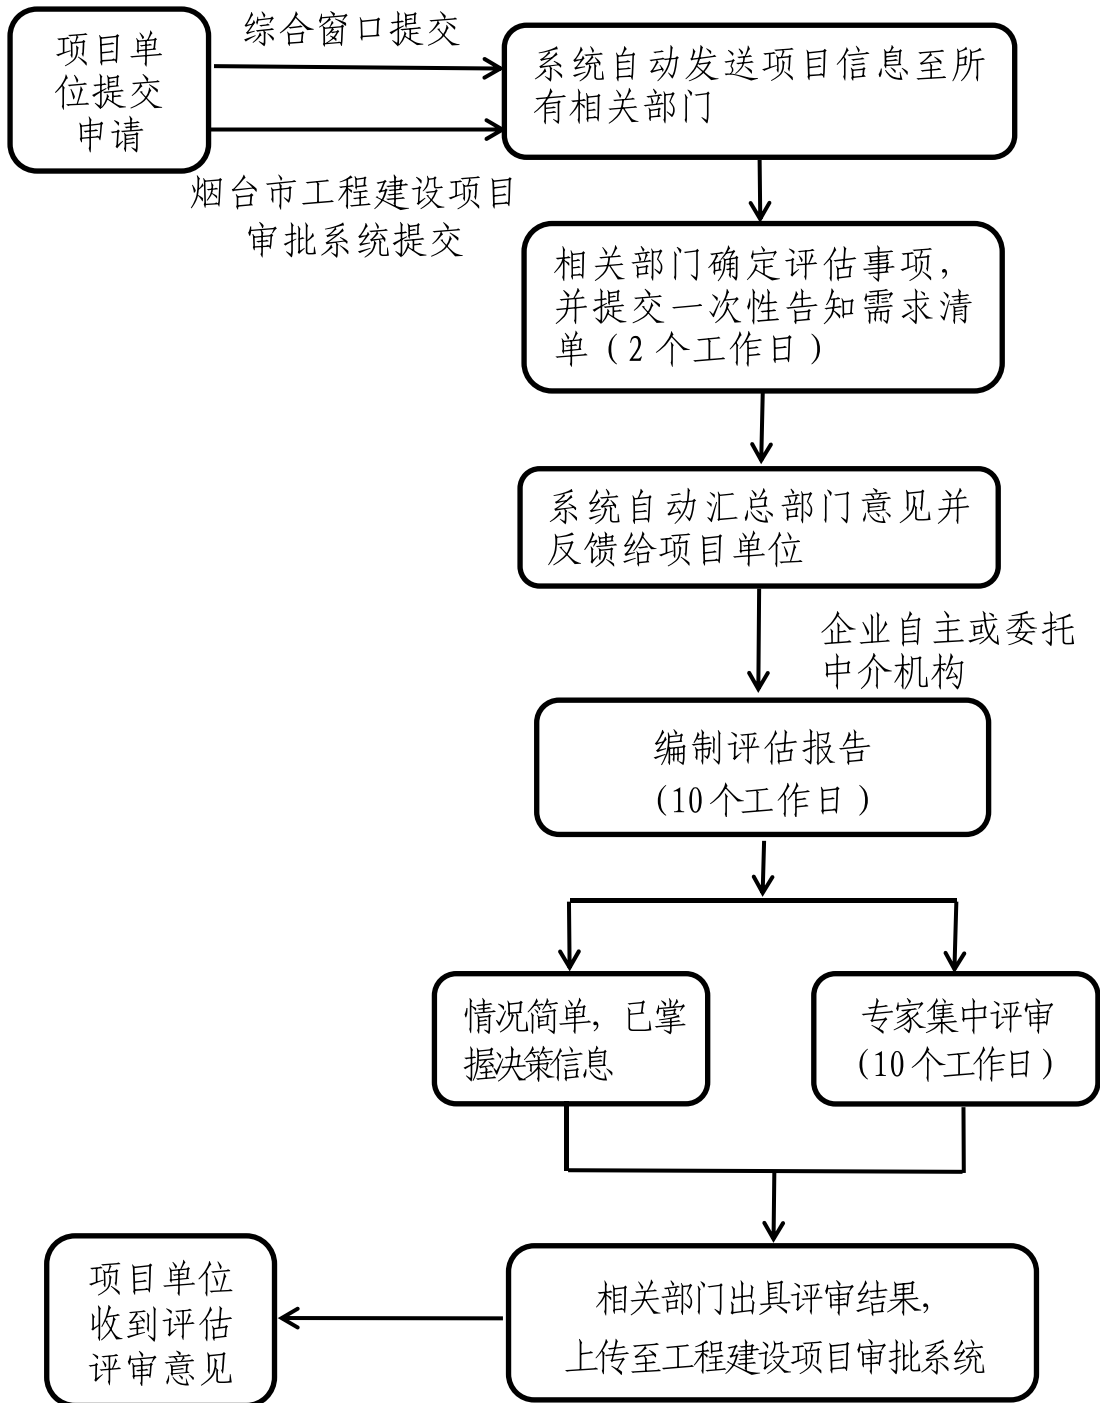 项目单
位提交
申请
综合窗口提交
烟台市工程建设项目
审批系统提交
系统自动发送项目信息至所
有相关部门
相关部门确定评估事项，
并提交一次性告知需求清
单（2个工作日）
系统自动汇总部门意见并
反馈给项目单位
企业自主或委托
中介机构
编制评估报告
（10个工作日）
情况简单，已掌
握决策信息
专家集中评审
（10个工作日）
相关部门出具评审结果，
上传至工程建设项目审批系统
项目单位
收到评估
评审意见